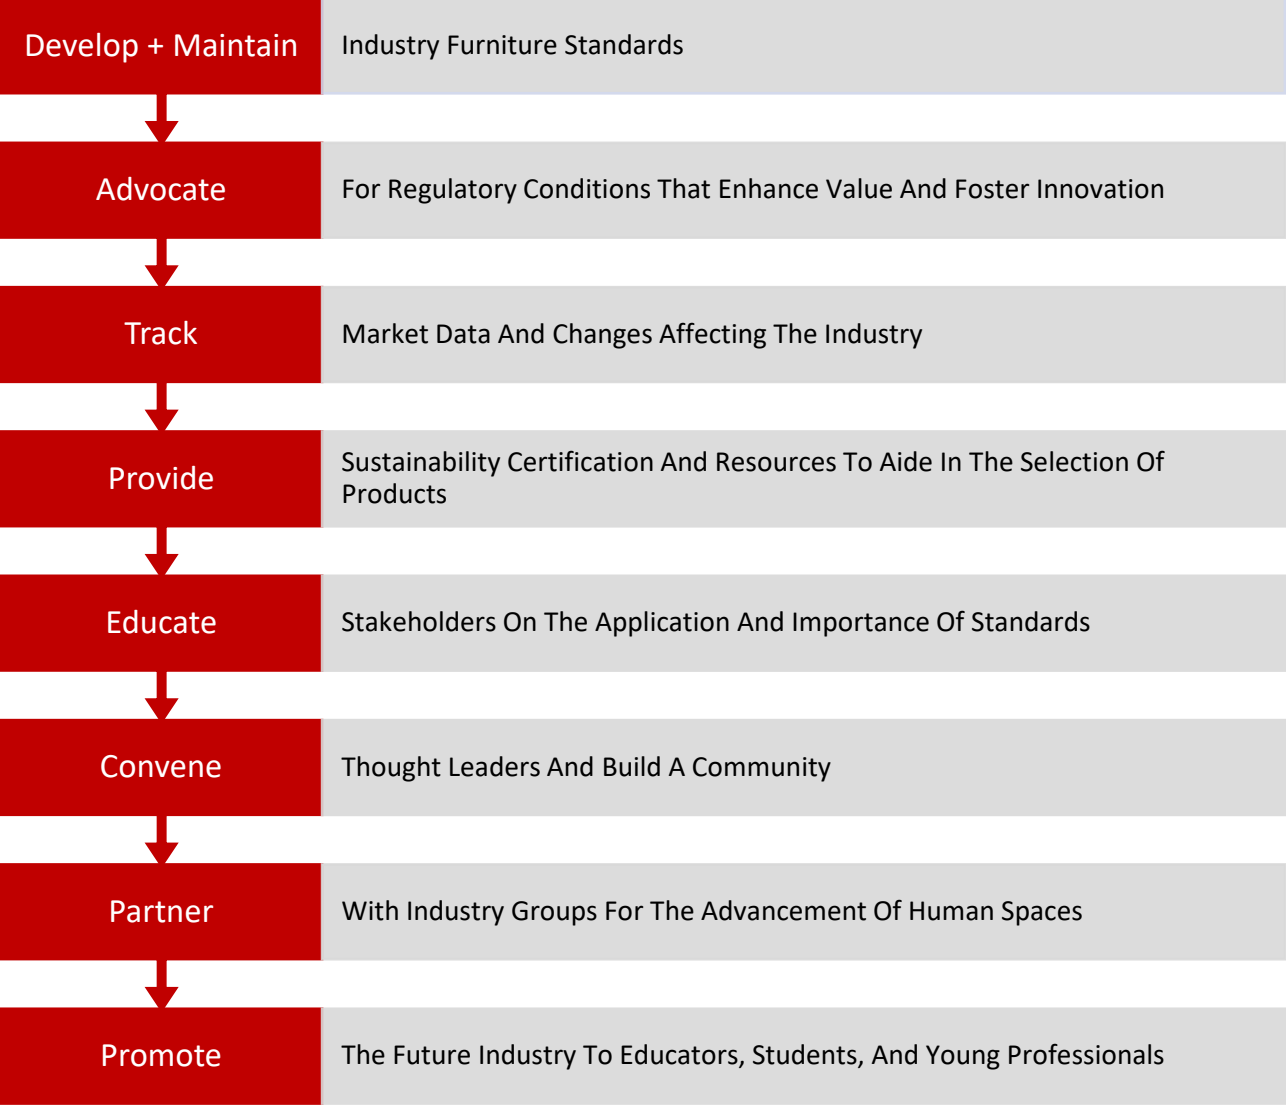 Develop + Maintain
Industry Furniture Standards
Advocate
For Regulatory Conditions That Enhance Value And Foster Innovation
Track
Market Data And Changes Affecting The Industry
Provide
Sustainability Certification And Resources To Aide In The Selection Of
Products
Educate
Stakeholders On The Application And Importance Of Standards
Convene
Thought Leaders And Build A Community
Partner
With Industry Groups For The Advancement Of Human Spaces
Promote
The Future Industry To Educators, Students, And Young Professionals